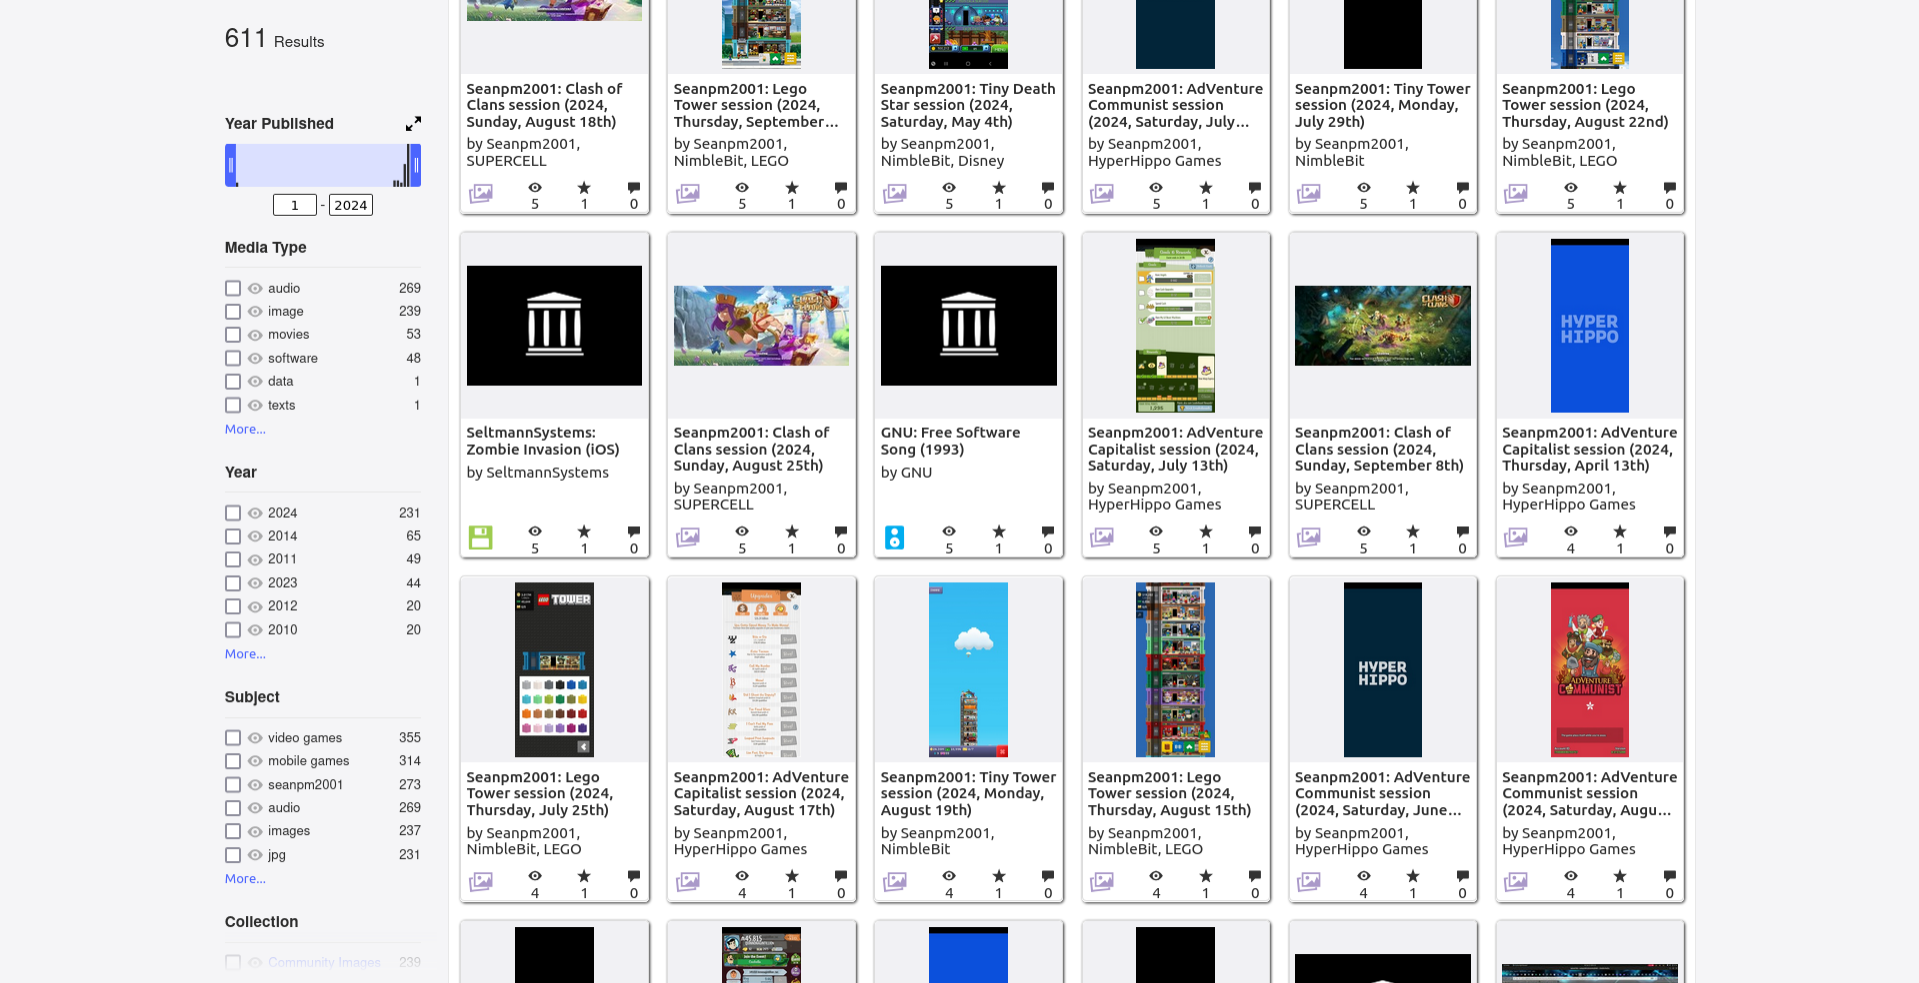 611 Results
Year Published
1 - 2024
Media Type
audio 269
image 239
movies 53
software 48
data 1
texts 1
More...
Year
2024 231
2014 65
2011 49
2023 44
2012 20
2010 20
More...
Subject
video games 355
mobile games 314
seanpm2001 273
audio 269
images 237
jpg 231
More...
Collection
Community Images 239
Seanpm2001: Clash of
Clans session (2024,
Sunday, August 18th)
by Seanpm2001,
SUPERCELL
5 1 0
Seanpm2001: Lego
Tower session (2024,
Thursday, September...
by Seanpm2001,
NimbleBit, LEGO
5 1 0
Seanpm2001: Tiny Death
Star session (2024,
Saturday, May 4th)
by Seanpm2001,
NimbleBit, Disney
5 1 0
Seanpm2001: AdVenture
Communist session
(2024, Saturday, July...
by Seanpm2001,
HyperHippo Games
5 1 0
Seanpm2001: Tiny Tower
session (2024, Monday,
July 29th)
by Seanpm2001,
NimbleBit
5 1 0
Seanpm2001: Lego
Tower session (2024,
Thursday, August 22nd)
by Seanpm2001,
NimbleBit, LEGO
5 1 0
SeltmannSystems:
Zombie Invasion (iOS)
by SeltmannSystems
5 1 0
Seanpm2001: Clash of
Clans session (2024,
Sunday, August 25th)
by Seanpm2001,
SUPERCELL
5 1 0
GNU: Free Software
Song (1993)
by GNU
5 1 0
Seanpm2001: AdVenture
Capitalist session (2024,
Saturday, July 13th)
by Seanpm2001,
HyperHippo Games
5 1 0
CLASH
CLANS
Seanpm2001: Clash of
Clans session (2024,
Sunday, September 8th)
by Seanpm2001,
SUPERCELL
5 1 0
HYPER
HIPPO
Seanpm2001: AdVenture
Capitalist session (2024,
Thursday, April 13th)
by Seanpm2001,
HyperHippo Games
4 1 0
LEGO TOWER
Seanpm2001: Lego
Tower session (2024,
Thursday, July 25th)
by Seanpm2001,
NimbleBit, LEGO
4 1 0
Upgrades
Seanpm2001: AdVenture
Capitalist session (2024,
Saturday, August 17th)
by Seanpm2001,
HyperHippo Games
4 1 0
Seanpm2001: Tiny Tower
session (2024, Monday,
August 19th)
by Seanpm2001,
NimbleBit
4 1 0
Seanpm2001: Lego
Tower session (2024,
Thursday, August 15th)
by Seanpm2001,
NimbleBit, LEGO
4 1 0
HYPER
HIPPO
Seanpm2001: AdVenture
Communist session
(2024, Saturday, June...
by Seanpm2001,
HyperHippo Games
4 1 0
ADVENTURE
COMMUNIST
Seanpm2001: AdVenture
Communist session
(2024, Saturday, Augu...
by Seanpm2001,
HyperHippo Games
4 1 0